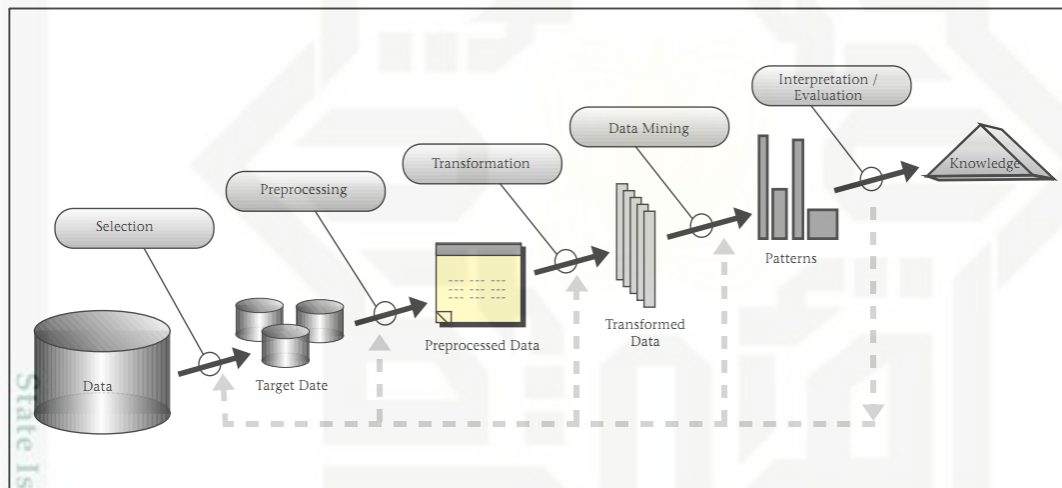 Interpretation /
Evaluation
Data Mining
Knowledge
Transformation
Preprocessing
Selection
Patterns
Transformed
Data
Preprocessed Data
Target Date
Data
State Is